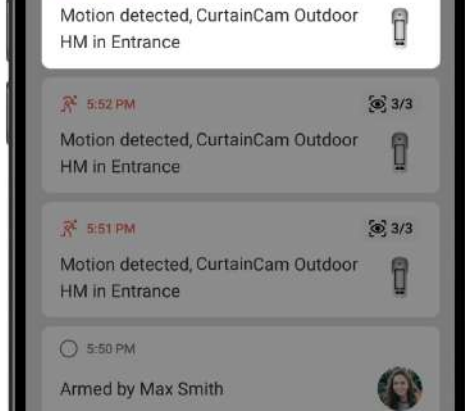 Motion detected, CurtainCam Outdoor
HM in Entrance
5:52 PM 3/3
Motion detected, CurtainCam Outdoor
HM in Entrance
5:51 PM 3/3
Motion detected, CurtainCam Outdoor
HM in Entrance
5:50 PM
Armed by Max Smith